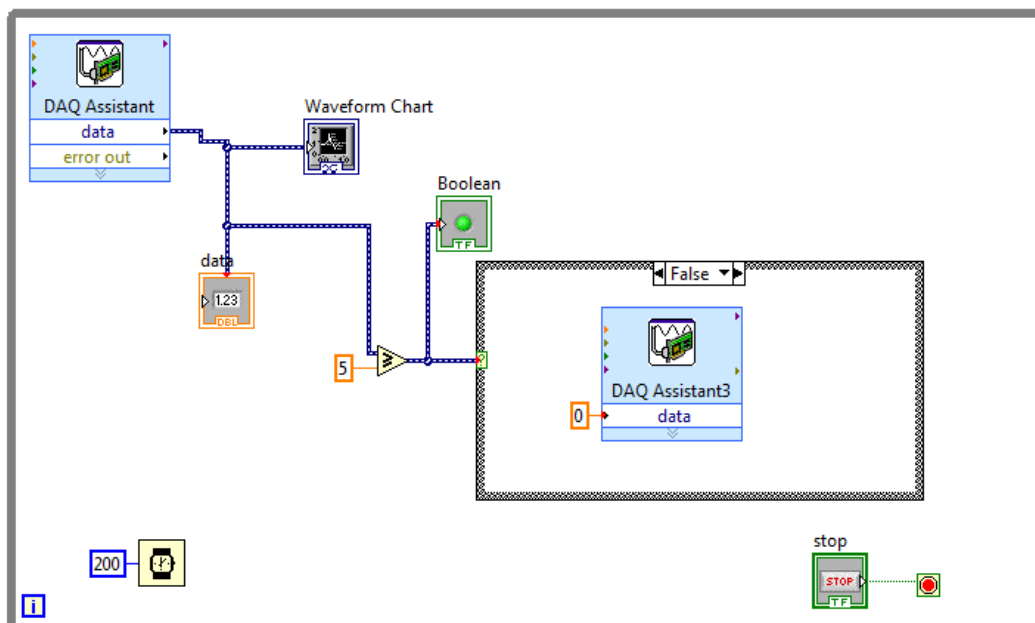 DAQ Assistant
data
error out
Waveform Chart
Boolean
TF
data
1.23
DBL
5
False
?
DAQ Assistant3
0
data
200
stop
STOP
TF
i